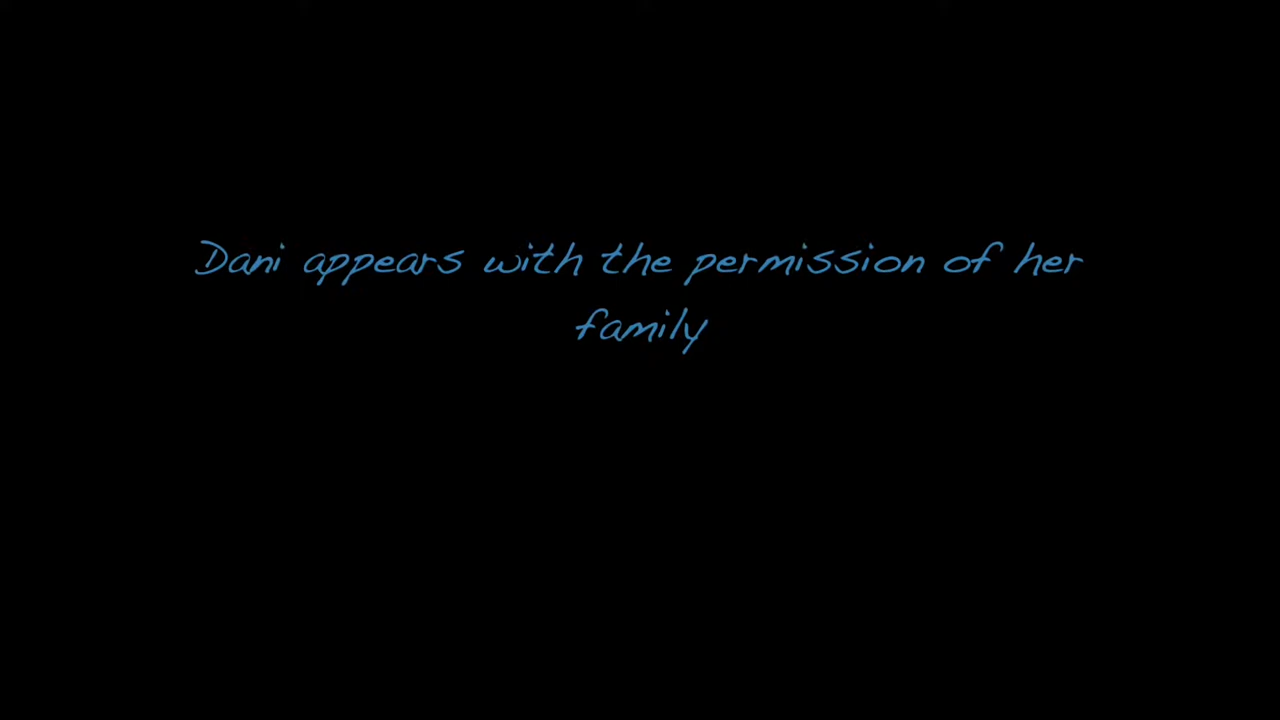 Dani appears with the permission of her
family